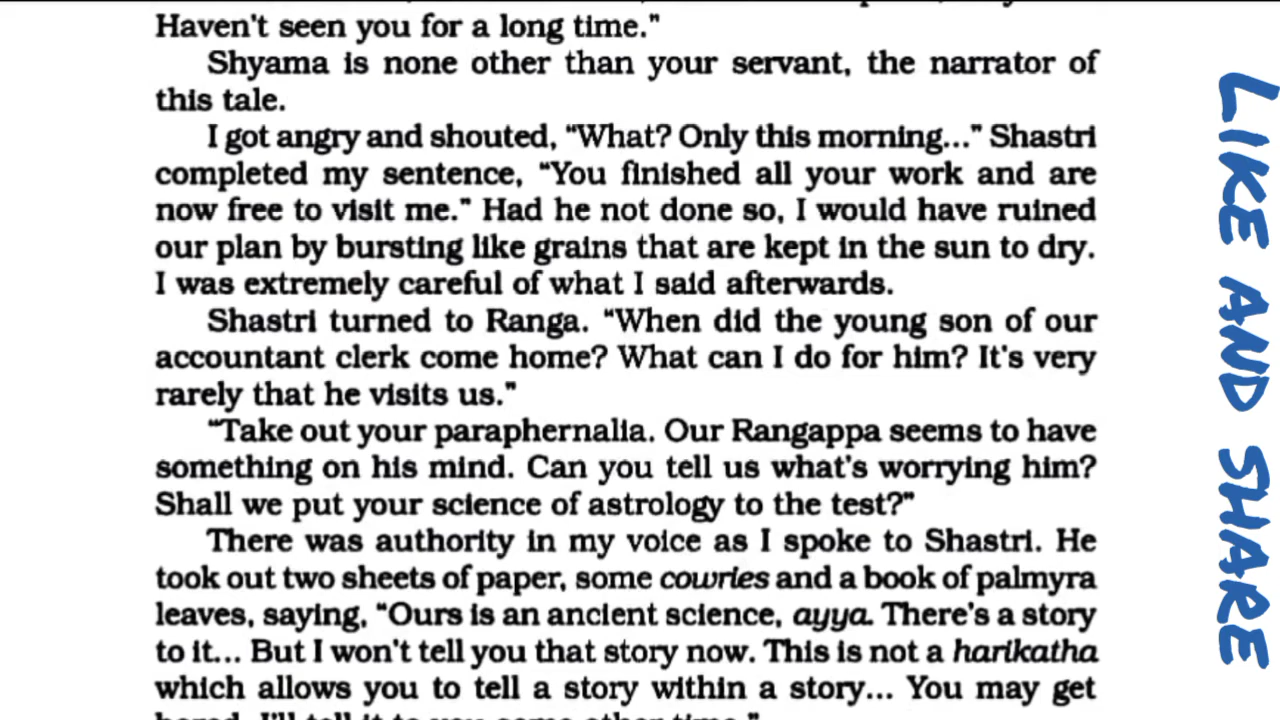 Haven't seen you for a long time."
Shyama is none other than your servant, the narrator of
this tale.
I got angry and shouted, "What? Only this morning..." Shastri
completed my sentence, "You finished all your work and are
now free to visit me." Had he not done so, I would have ruined
our plan by bursting like grains that are kept in the sun to dry.
I was extremely careful of what I said afterwards.
Shastri turned to Ranga. "When did the young son of our
accountant clerk come home? What can I do for him? It's very
rarely that he visits us."
"Take out your paraphernalia. Our Rangappa seems to have
something on his mind. Can you tell us what's worrying him?
Shall we put your science of astrology to the test?"
There was authority in my voice as I spoke to Shastri. He
took out two sheets of paper, some cowries and a book of palmyra
leaves, saying, "Ours is an ancient science, ayya. There's a story
to it... But I won't tell you that story now. This is not a harikatha
which allows you to tell a story within a story... You may get
bored. I'll tell it to you some other time."
LIKE AND SHARE